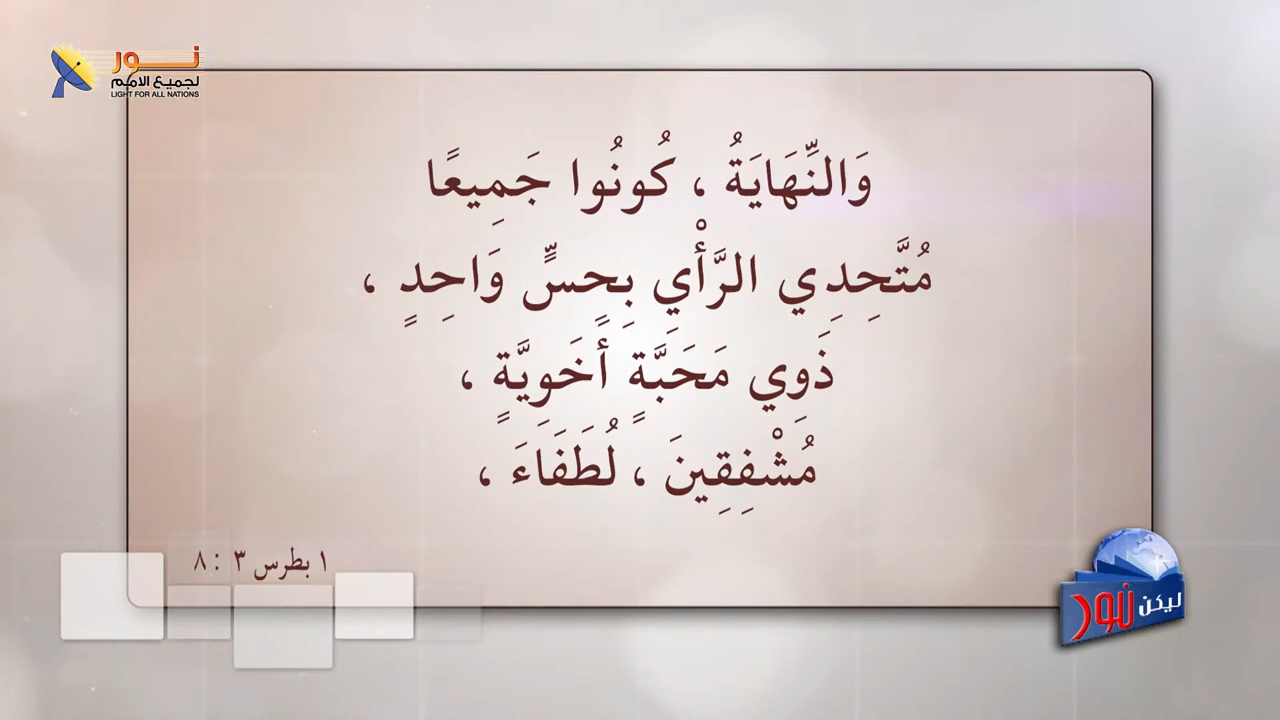 نور
لجميع الامم
LIGHT FOR ALL NATIONS
وَالنِّهَايَةُ ، كُونُوا جَمِيعًا
مُتَّحِدِي الرَّأْيِ بِحِسٍّ وَاحِدٍ ،
ذَوِي مَحَبَّةٍ أَخَوِيَّةٍ ،
مُشْفِقِينَ ، لُطَفَاءَ ،
١ بطرس ٣ : ٨
ليكن نور